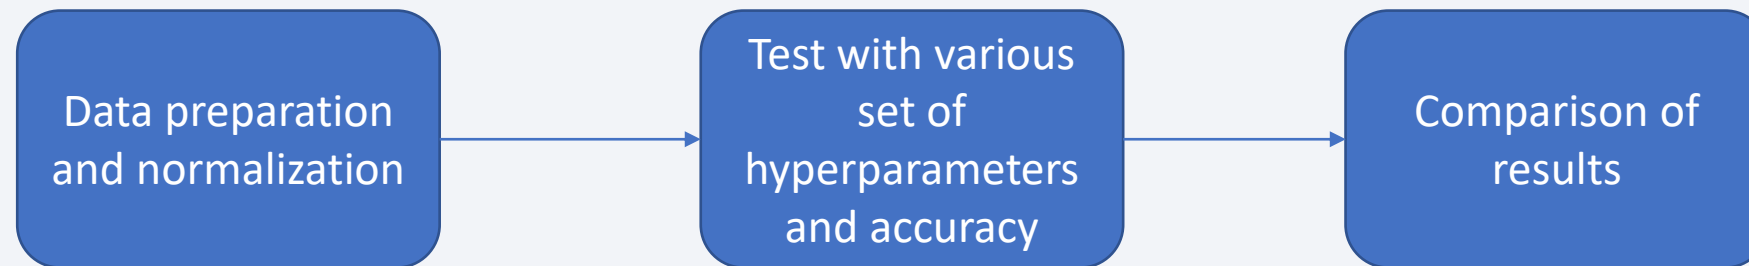 Data preparation
and normalization
Test with various
set of
hyperparameters
and accuracy
Comparison of
results